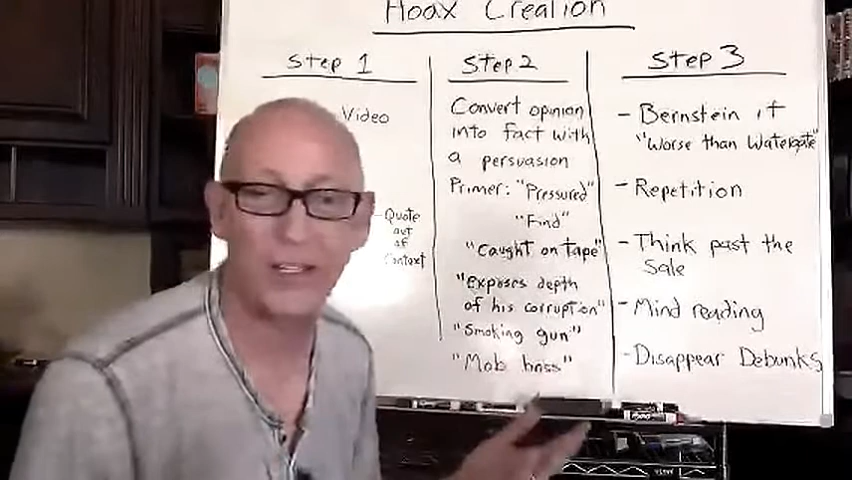 Hoax Creation
Step 1
Video
-Quote
out
of
Context
Step 2
Convert opinion
into fact with
a persuasion
Primer: "Pressured"
"Find"
"Caught on tape"
"Exposes depth
of his corruption"
"Smoking gun"
"Mob boss"
Step 3
- Bernstein it
"Worse than Watergate"
- Repetition
- Think past the
Sale
- Mind reading
- Disappear Debunks